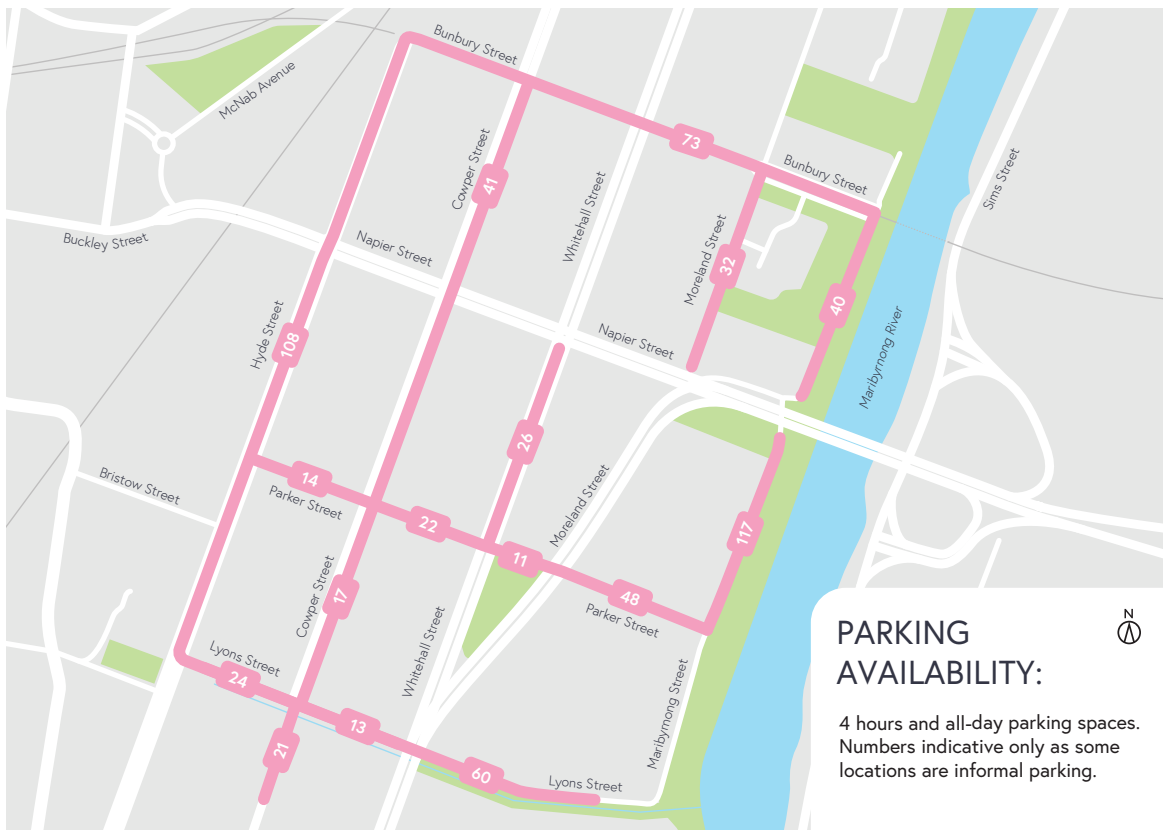 Bunbury Street
McNab Avenue
73
Cowper Street
41
Bunbury Street
Sims Street
Whitehall Street
Buckley Street
Napier Street
Moreland Street
32
40
Hyde Street
108
Napier Street
Maribyrnong River
26
Bristow Street
14
Parker Street
22
Moreland Street
11
117
Cowper Street
17
48
Parker Street
Lyons Street
24
Whitehall Street
13
21
60
Lyons Street
Maribymong Street
N
PARKING
AVAILABILITY:
4 hours and all-day parking spaces.
Numbers indicative only as some
locations are informal parking.